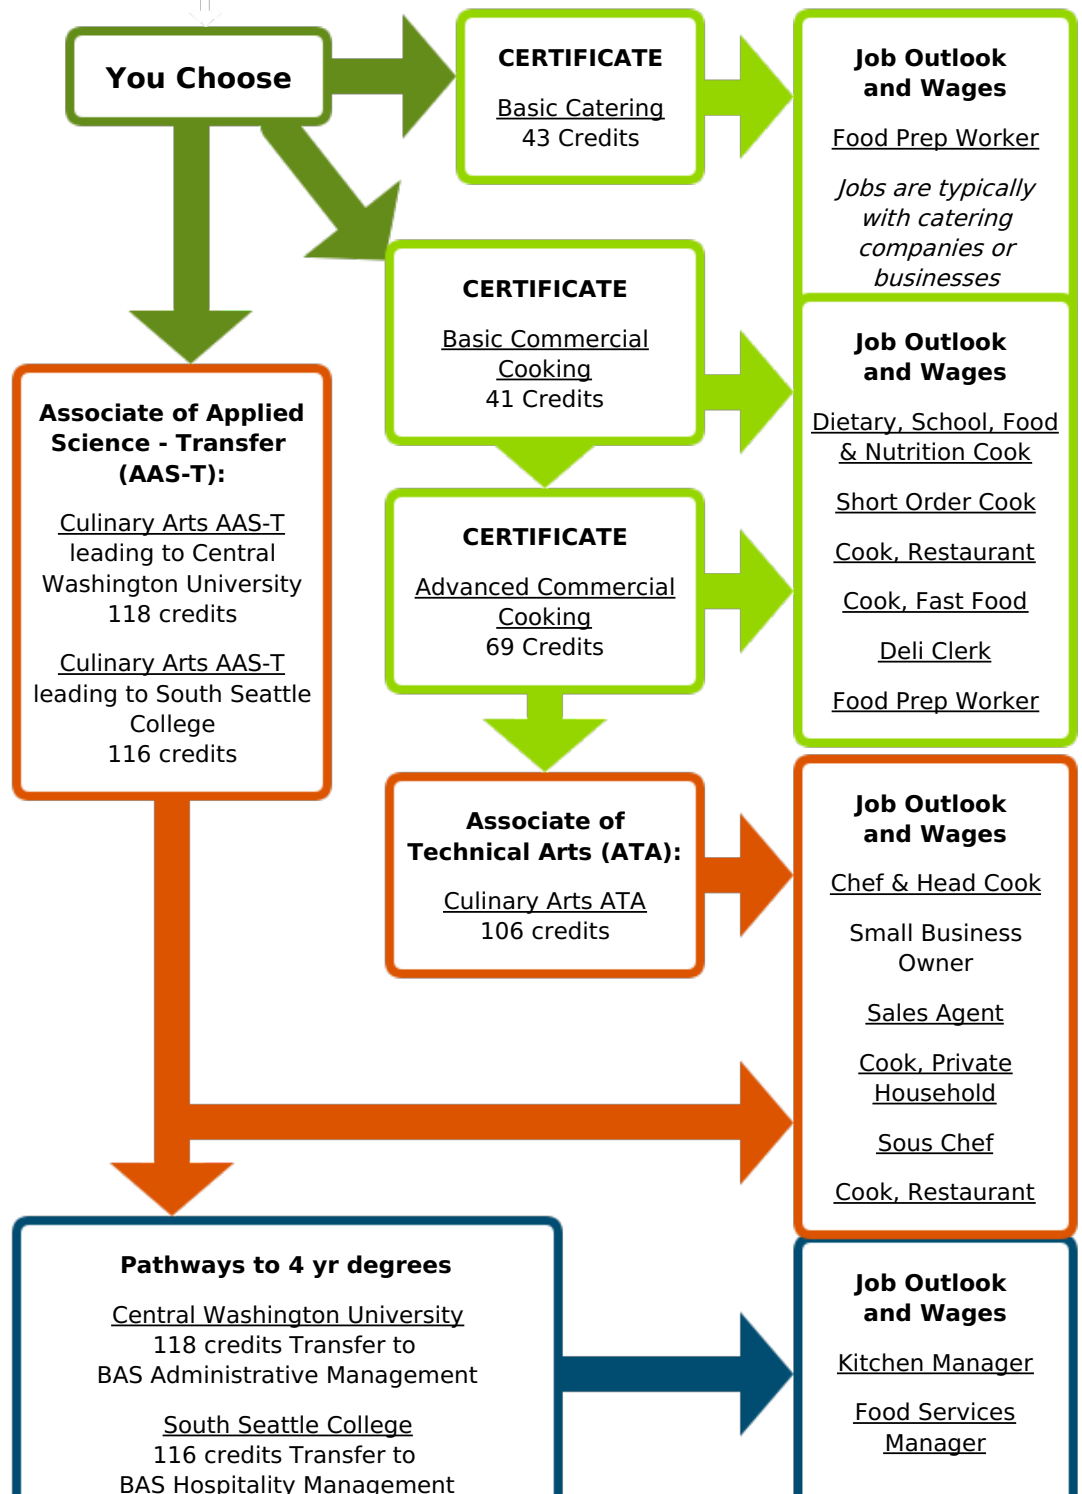 You Choose
CERTIFICATE
Basic Catering
43 Credits
Job Outlook
and Wages
Food Prep Worker
Jobs are typically
with catering
companies or
businesses
CERTIFICATE
Basic Commercial
Cooking
41 Credits
Job Outlook
and Wages
Dietary, School, Food
& Nutrition Cook
Short Order Cook
Cook, Restaurant
Cook, Fast Food
Deli Clerk
Food Prep Worker
Associate of Applied
Science - Transfer
(AAS-T):
Culinary Arts AAS-T
leading to Central
Washington University
118 credits
Culinary Arts AAS-T
leading to South Seattle
College
116 credits
CERTIFICATE
Advanced Commercial
Cooking
69 Credits
Associate of
Technical Arts (ATA):
Culinary Arts ATA
106 credits
Job Outlook
and Wages
Chef & Head Cook
Small Business
Owner
Sales Agent
Cook, Private
Household
Sous Chef
Cook, Restaurant
Pathways to 4 yr degrees
Central Washington University
118 credits Transfer to
BAS Administrative Management
South Seattle College
116 credits Transfer to
BAS Hospitality Management
Job Outlook
and Wages
Kitchen Manager
Food Services
Manager